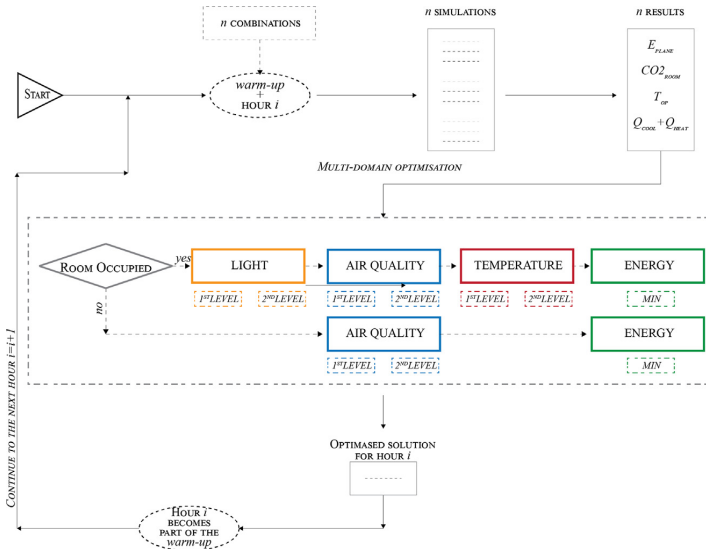 n COMBINATIONS
n SIMULATIONS
n RESULTS
START
warm-up
+
HOUR i
E_PLANE
CO2_ROOM
T_OP
Q_COOL+Q_HEAT
MULTI-DOMAIN OPTIMISATION
ROOM OCCUPIED
yes
LIGHT
AIR QUALITY
TEMPERATURE
ENERGY
1ST LEVEL
2ND LEVEL
1ST LEVEL
2ND LEVEL
1ST LEVEL
2ND LEVEL
MIN
no
AIR QUALITY
ENERGY
1ST LEVEL
2ND LEVEL
MIN
CONTINUE TO THE NEXT HOUR i=i+1
OPTIMASED SOLUTION
FOR HOUR i
HOUR i
BECOMES
PART OF THE
warm-up